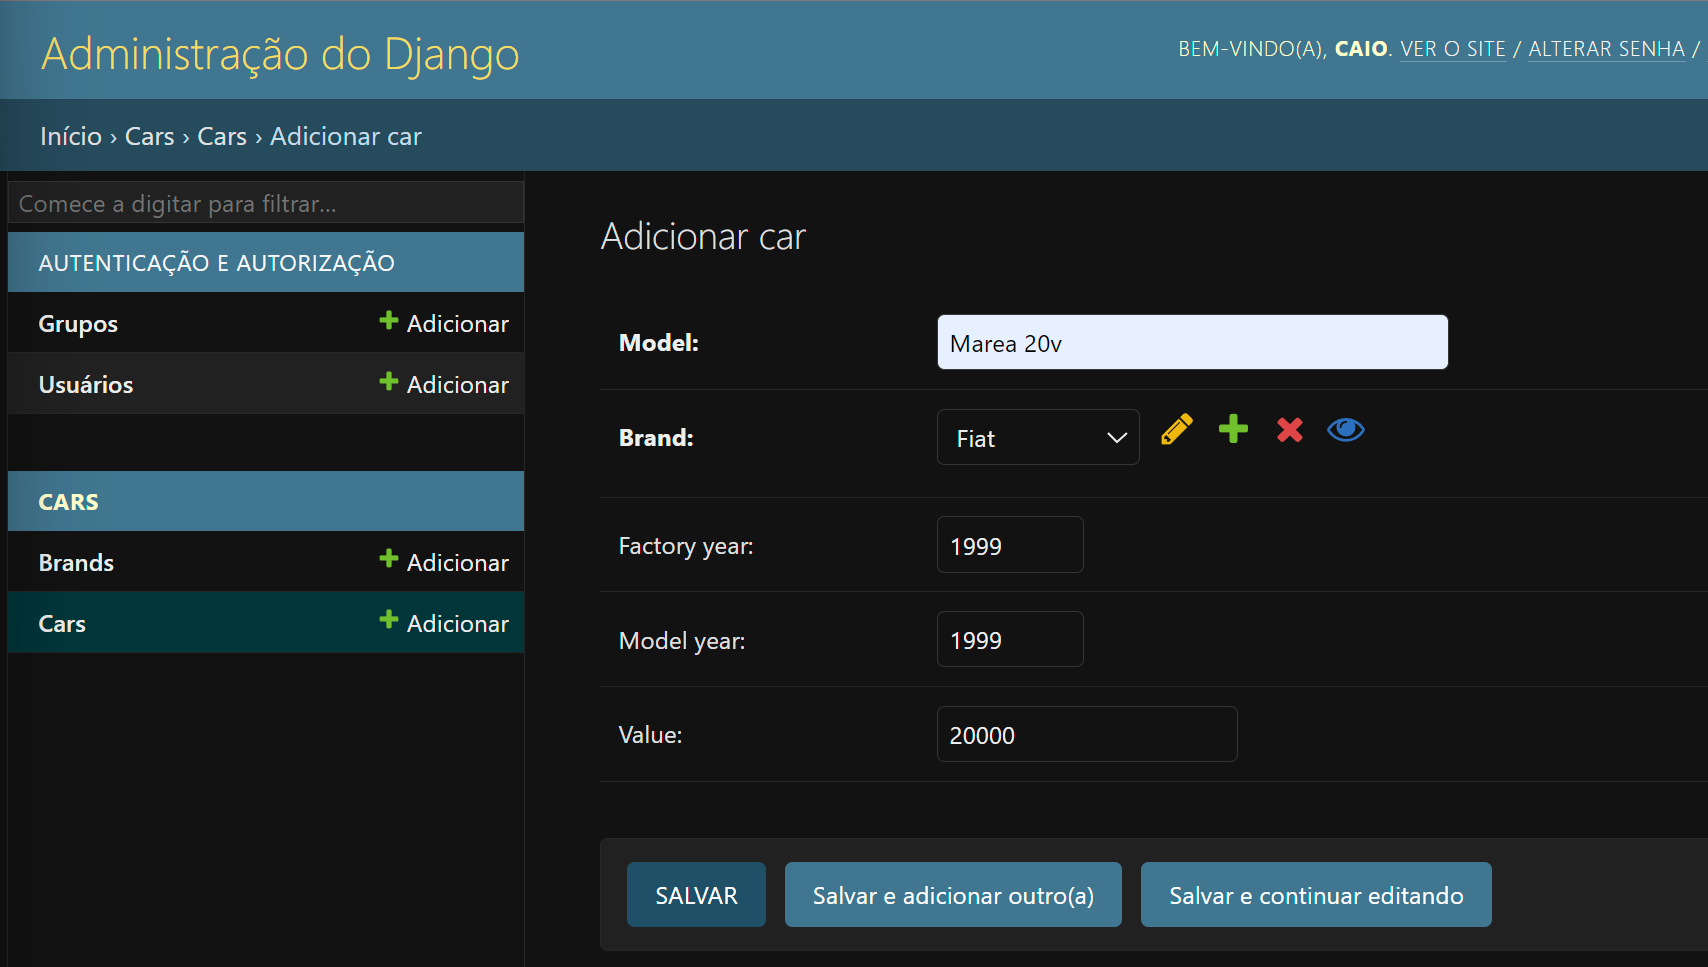 Administração do Django
BEM-VINDO(A), CAIO. VER O SITE / ALTERAR SENHA /
Início › Cars › Cars › Adicionar car
Comece a digitar para filtrar...
AUTENTICAÇÃO E AUTORIZAÇÃO
Grupos Adicionar
Usuários Adicionar
CARS
Brands Adicionar
Cars Adicionar
Adicionar car
Model: Marea 20v
Brand: Fiat
Factory year: 1999
Model year: 1999
Value: 20000
SALVAR Salvar e adicionar outro(a) Salvar e continuar editando